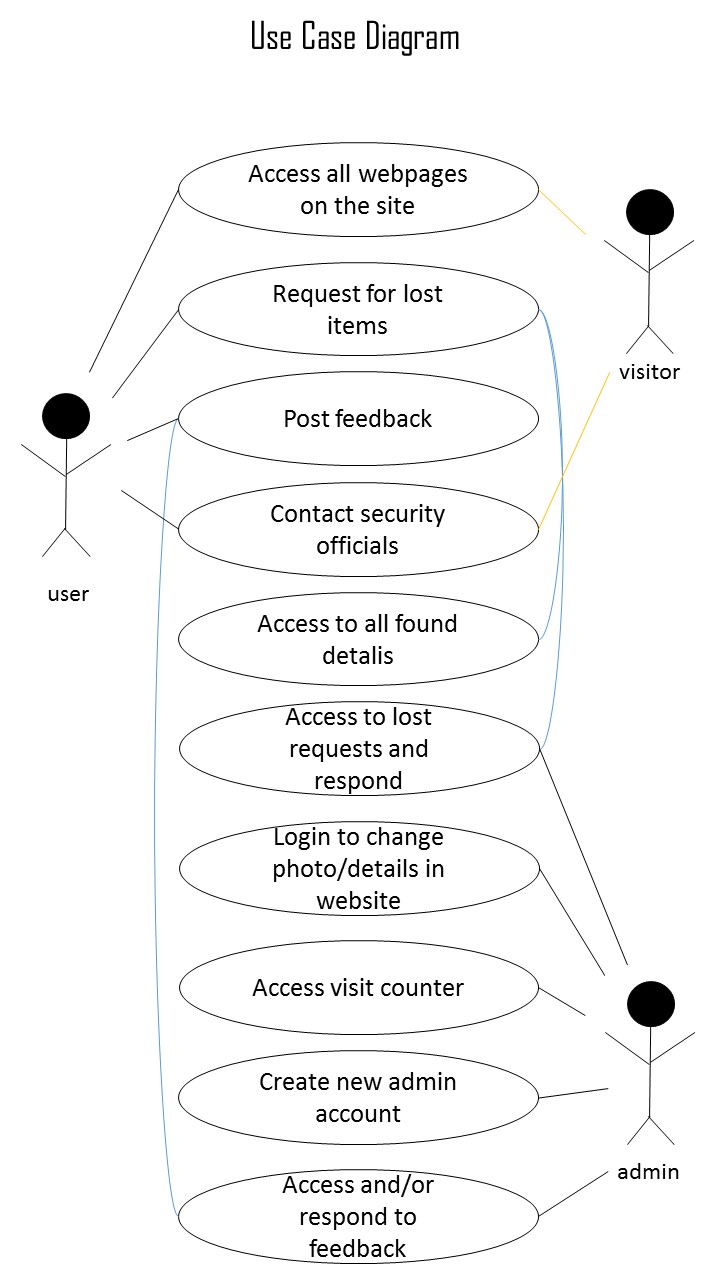 Use Case Diagram
Access all webpages
on the site
Request for lost
items
visitor
Post feedback
Contact security
officials
user
Access to all found
detalis
Access to lost
requests and
respond
Login to change
photo/details in
website
Access visit counter
Create new admin
account
admin
Access and/or
respond to
feedback